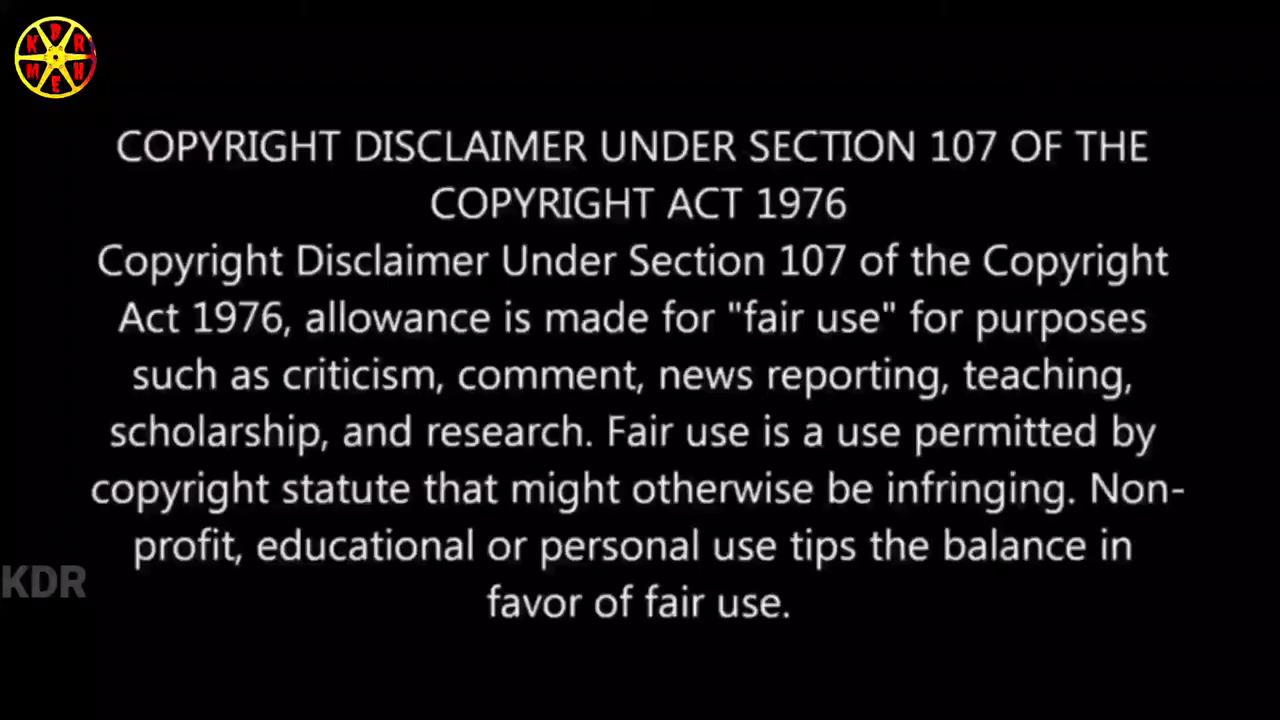 K D R
M E H
COPYRIGHT DISCLAIMER UNDER SECTION 107 OF THE
COPYRIGHT ACT 1976
Copyright Disclaimer Under Section 107 of the Copyright
Act 1976, allowance is made for "fair use" for purposes
such as criticism, comment, news reporting, teaching,
scholarship, and research. Fair use is a use permitted by
copyright statute that might otherwise be infringing. Non-
profit, educational or personal use tips the balance in
KDR
favor of fair use.